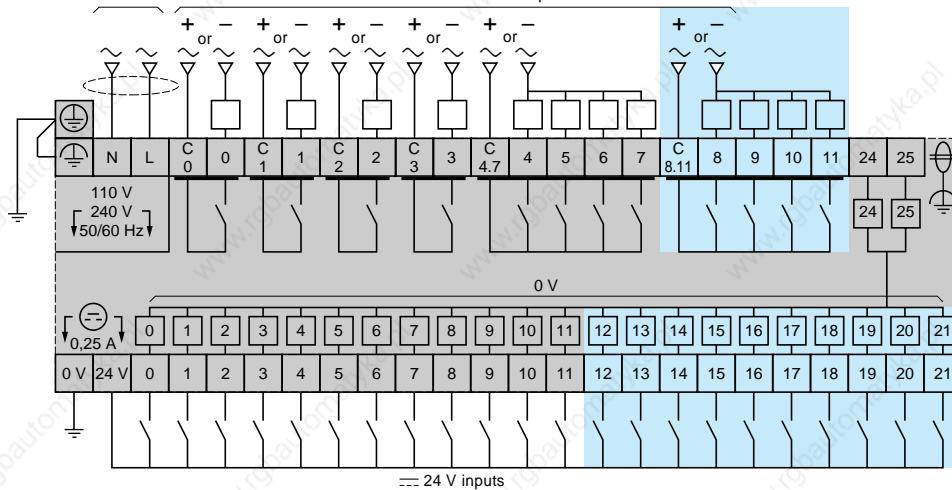 + − + − + − + − + − + −
or or or or or or
N L C 0 0 C 1 1 C 2 2 C 3 3 C 4.7 4 5 6 7 C 8.11 8 9 10 11 24 25
110 V
240 V
50/60 Hz
24 25
0 V
0,25 A
0 1 2 3 4 5 6 7 8 9 10 11 12 13 14 15 16 17 18 19 20 21
0 V 24 V 0 1 2 3 4 5 6 7 8 9 10 11 12 13 14 15 16 17 18 19 20 21
24 V inputs
www.rgbautomatyka.pl